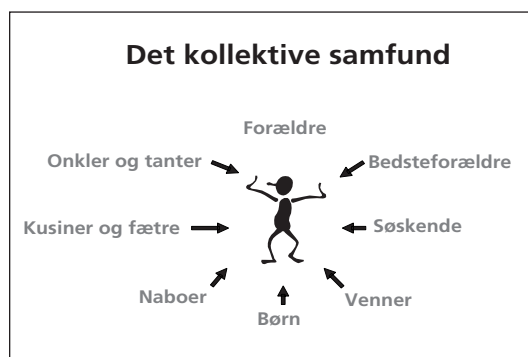 Det kollektive samfund
Forældre
Onkler og tanter
Bedsteforældre
Kusiner og fætre
Søskende
Naboer
Venner
Børn